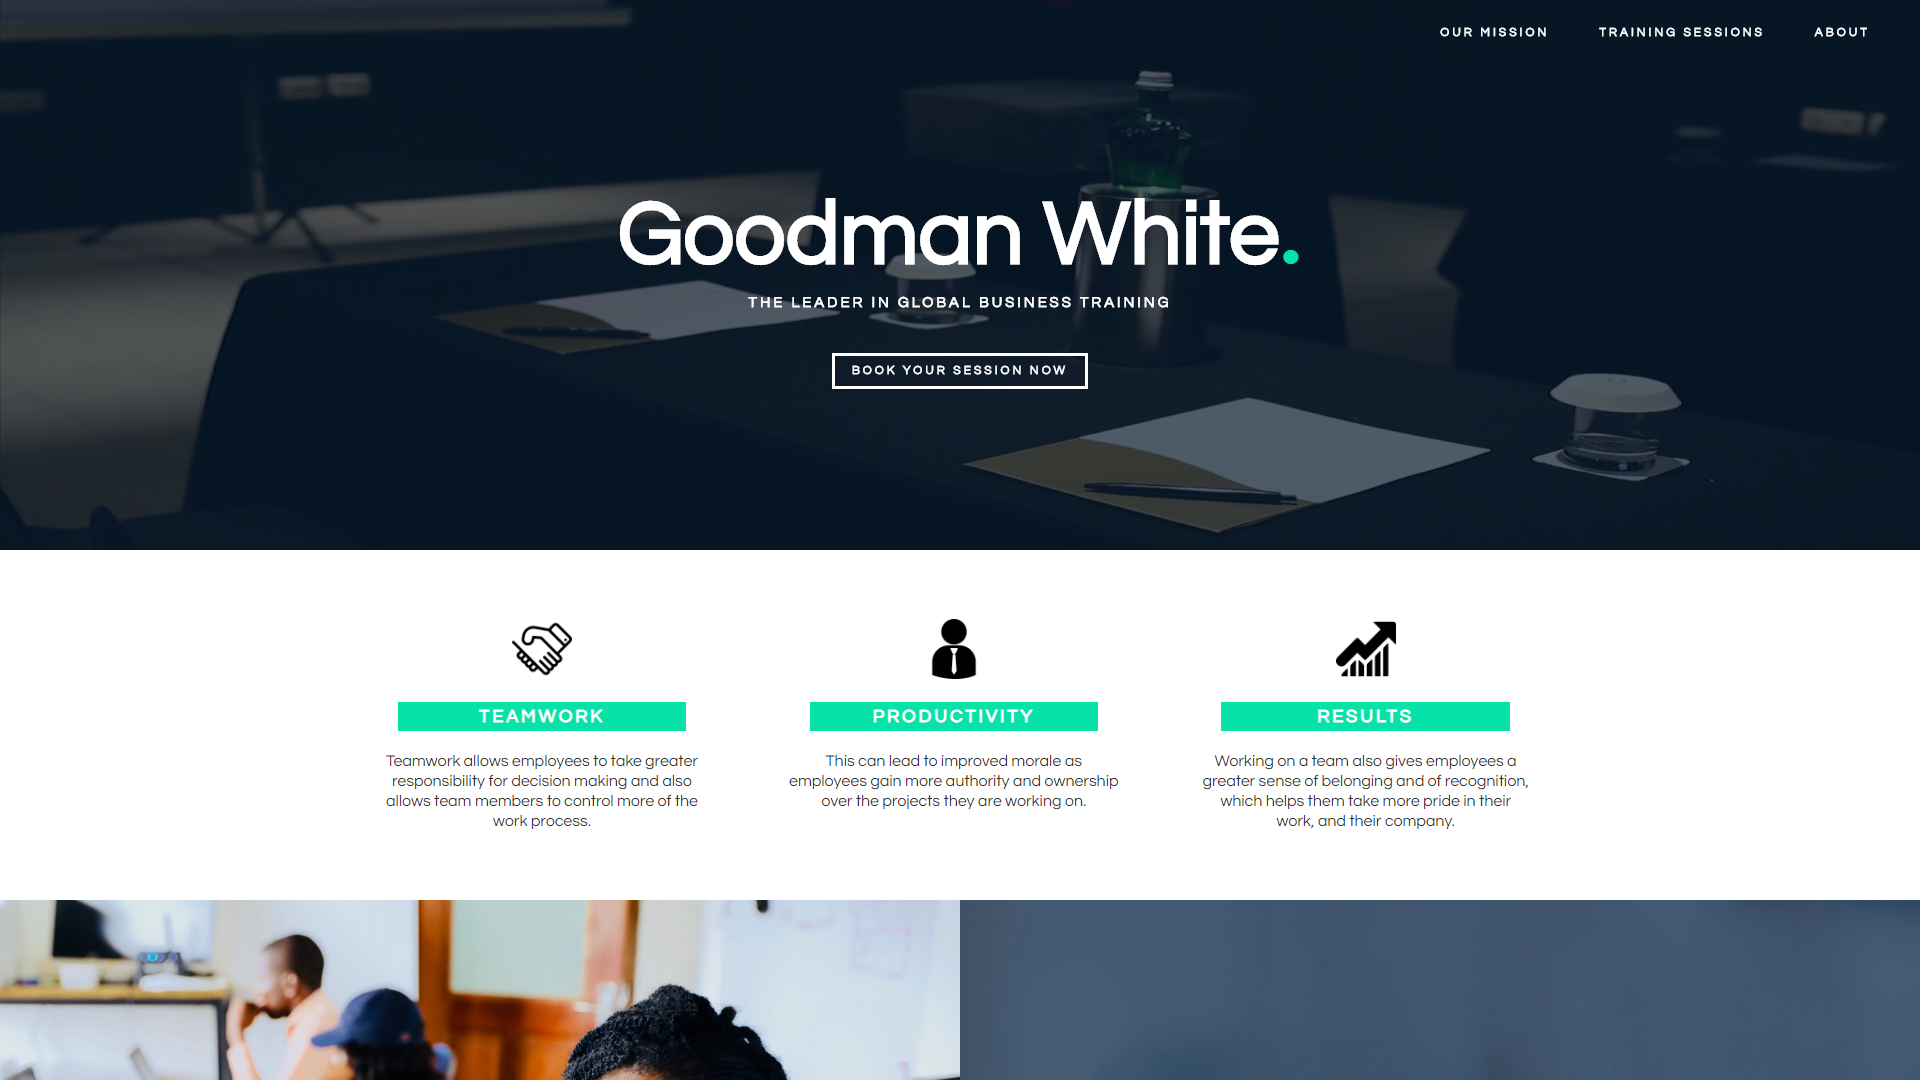 OUR MISSION TRAINING SESSIONS ABOUT
Goodman White.
THE LEADER IN GLOBAL BUSINESS TRAINING
BOOK YOUR SESSION NOW
TEAMWORK
Teamwork allows employees to take greater
responsibility for decision making and also
allows team members to control more of the
work process.
PRODUCTIVITY
This can lead to improved morale as
employees gain more authority and ownership
over the projects they are working on.
RESULTS
Working on a team also gives employees a
greater sense of belonging and of recognition,
which helps them take more pride in their
work, and their company.